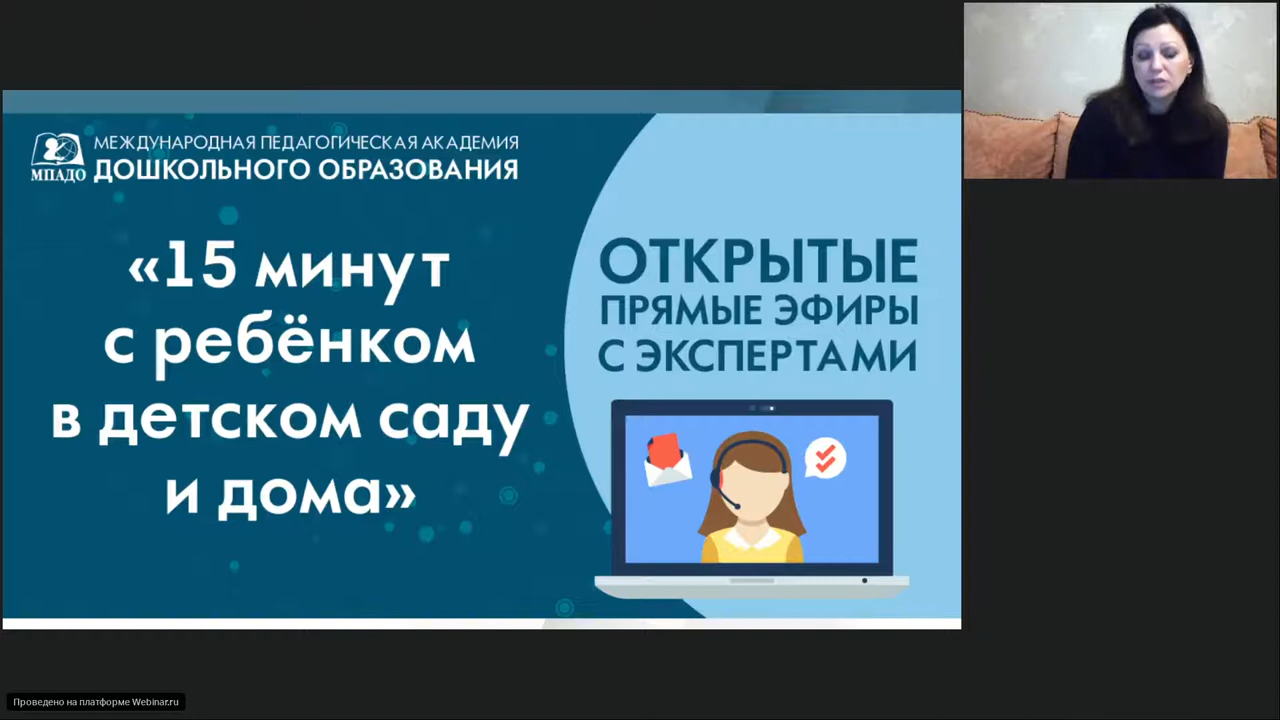 МЕЖДУНАРОДНАЯ ПЕДАГОГИЧЕСКАЯ АКАДЕМИЯ
ДОШКОЛЬНОГО ОБРАЗОВАНИЯ
МПАДО
«15 минут
с ребёнком
в детском саду
и дома»
ОТКРЫТЫЕ
ПРЯМЫЕ ЭФИРЫ
С ЭКСПЕРТАМИ
Проведено на платформе Webinar.ru